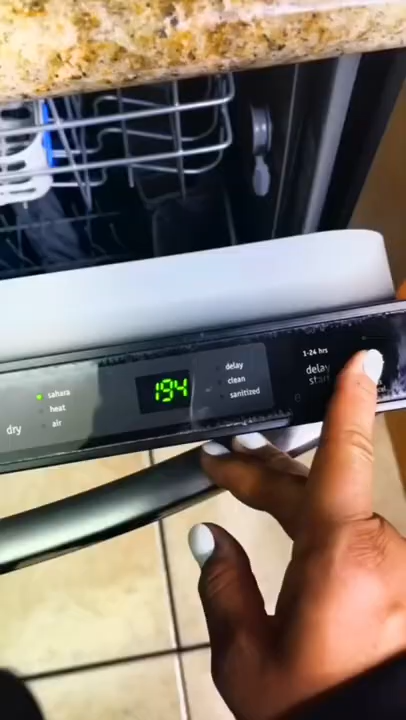 dry
sahara
heat
air
194
delay
clean
sanitized
1-24 hrs
delay
start